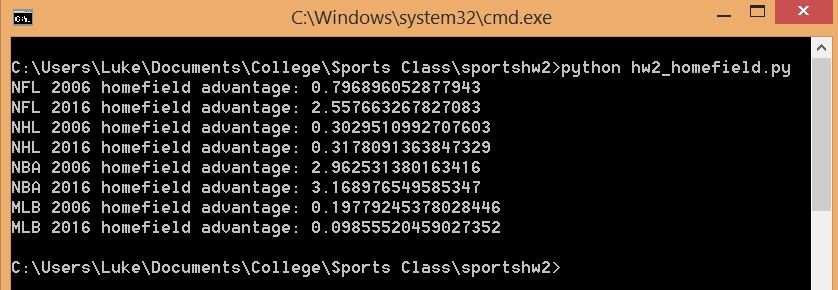 C:\Windows\system32\cmd.exe
C:\Users\Luke\Documents\College\Sports Class\sportshw2>python hw2_homefield.py
NFL 2006 homefield advantage: 0.796896052877943
NFL 2016 homefield advantage: 2.557663267827083
NHL 2006 homefield advantage: 0.3029510992707603
NHL 2016 homefield advantage: 0.3178091363847329
NBA 2006 homefield advantage: 2.962531380163416
NBA 2016 homefield advantage: 3.168976549585347
MLB 2006 homefield advantage: 0.19779245378028446
MLB 2016 homefield advantage: 0.09855520459027352
C:\Users\Luke\Documents\College\Sports Class\sportshw2>